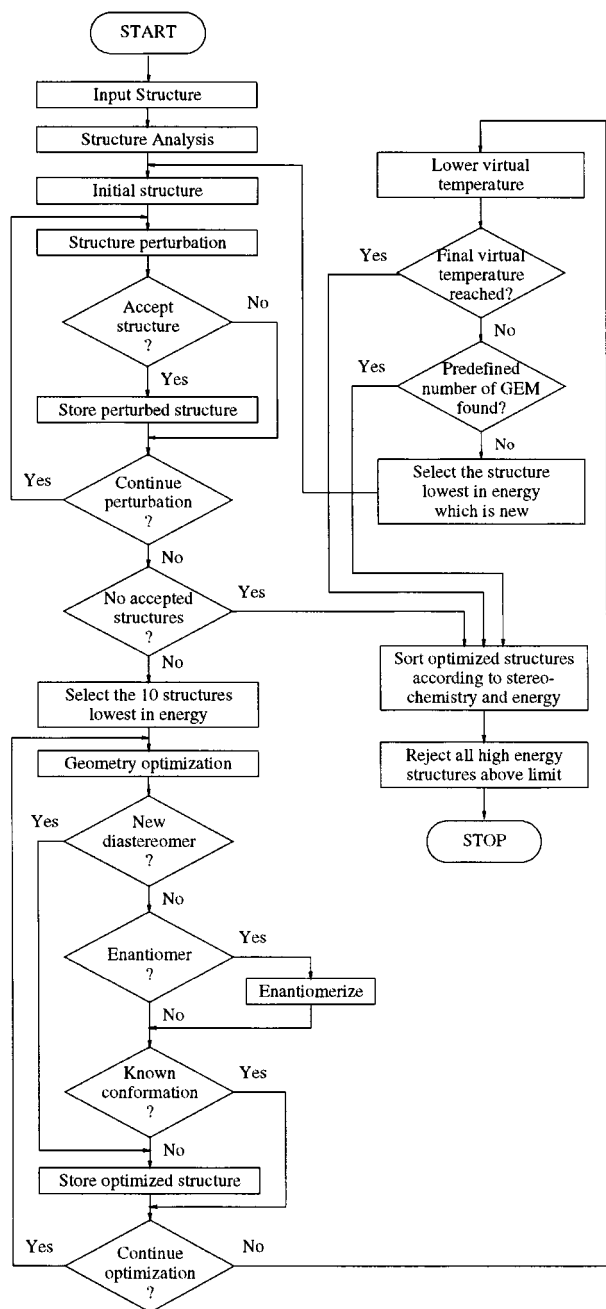 START
Input Structure
Structure Analysis
Initial structure
Structure perturbation
No
Accept
structure
?
Yes
Store perturbed structure
Yes
Continue
perturbation
?
No
No accepted
structures
?
Yes
No
Select the 10 structures
lowest in energy
Geometry optimization
Yes
New
diastereomer
?
No
Enantiomer
?
Yes
Enantiomerize
No
Known
conformation
?
Yes
No
Store optimized structure
Yes
Continue
optimization
?
No
Lower virtual
temperature
Yes
Final virtual
temperature
reached?
No
Yes
Predefined
number of GEM
found?
No
Select the structure
lowest in energy
which is new
Sort optimized structures
according to stereo-
chemistry and energy
Reject all high energy
structures above limit
STOP